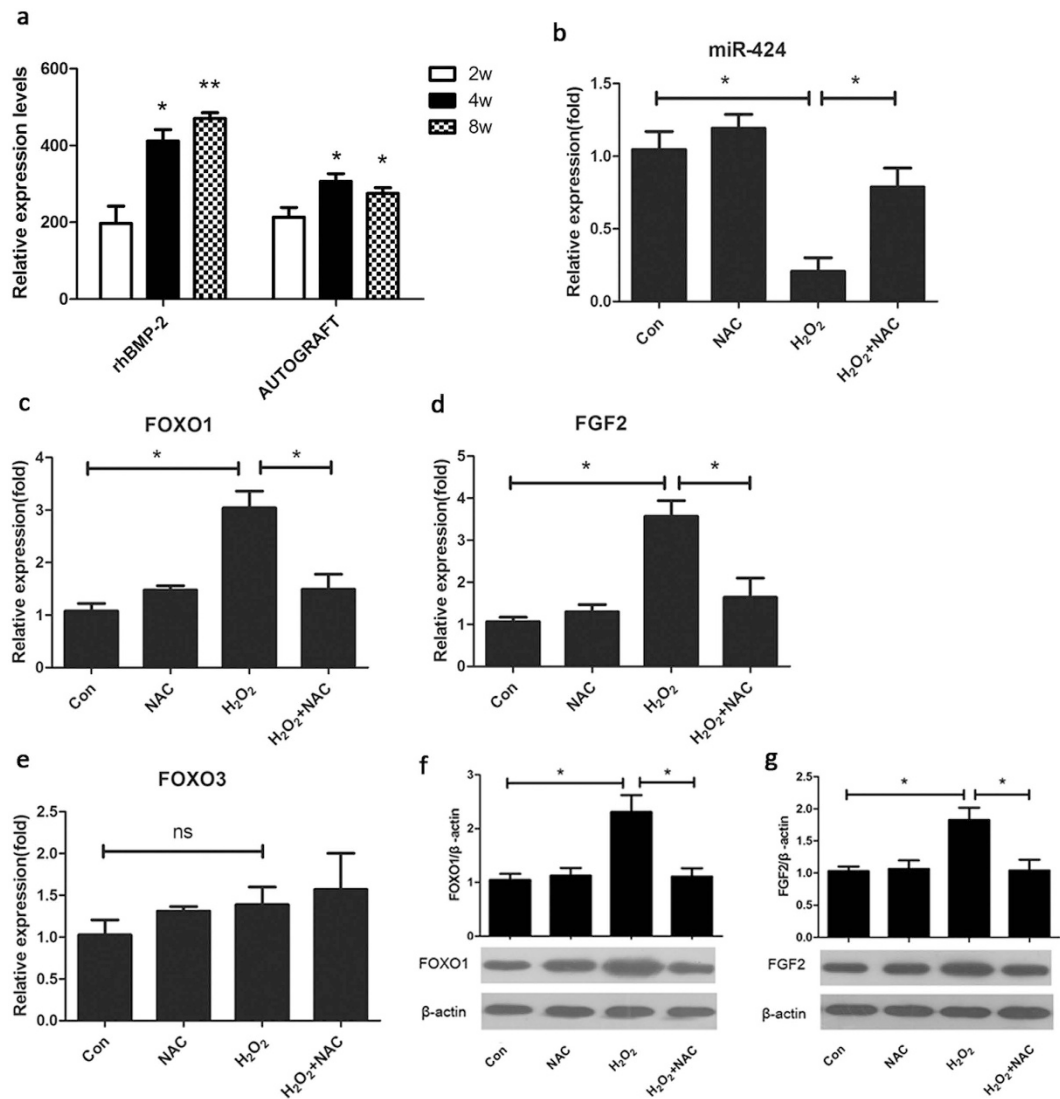 a
Relative expression levels
600
400
200
0
*
**
*
*
2w
4w
8w
rhBMP-2
AUTOGRAFT
b
miR-424
Relative expression(fold)
1.5
1.0
0.5
0.0
*
*
Con
NAC
H₂O₂
H₂O₂+NAC
c
FOXO1
Relative expression(fold)
4
3
2
1
0
*
*
Con
NAC
H₂O₂
H₂O₂+NAC
d
FGF2
Relative expression(fold)
5
4
3
2
1
0
*
*
Con
NAC
H₂O₂
H₂O₂+NAC
e
FOXO3
Relative expression(fold)
2.5
2.0
1.5
1.0
0.5
0.0
ns
Con
NAC
H₂O₂
H₂O₂+NAC
f
FOXO1/β -actin
3
2
1
0
*
*
FOXO1
β-actin
Con
NAC
H₂O₂
H₂O₂+NAC
g
FGF2/β -actin
2.5
2.0
1.5
1.0
0.5
0.0
*
*
FGF2
β-actin
Con
NAC
H₂O₂
H₂O₂+NAC